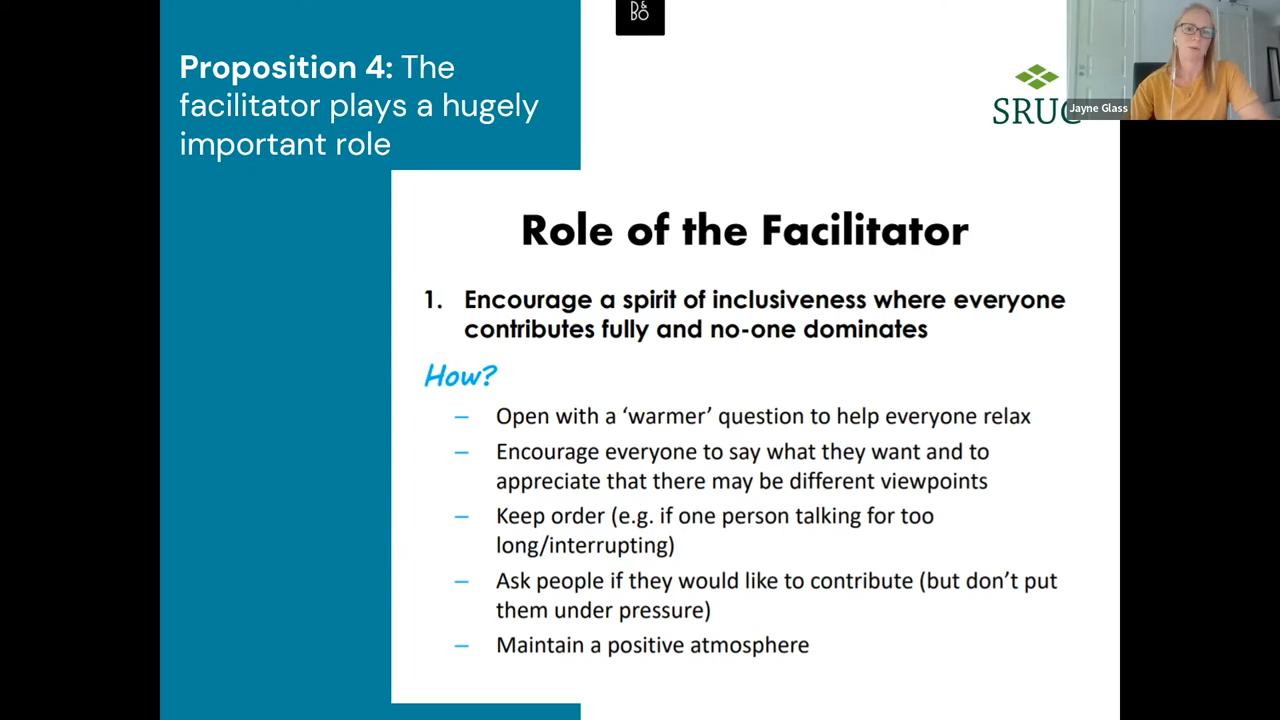 D&
BO
Proposition 4: The
facilitator plays a hugely
important role
SRUC
Jayne Glass
Role of the Facilitator
1. Encourage a spirit of inclusiveness where everyone
contributes fully and no-one dominates
How?
– Open with a ‘warmer’ question to help everyone relax
– Encourage everyone to say what they want and to
appreciate that there may be different viewpoints
– Keep order (e.g. if one person talking for too
long/interrupting)
– Ask people if they would like to contribute (but don’t put
them under pressure)
– Maintain a positive atmosphere